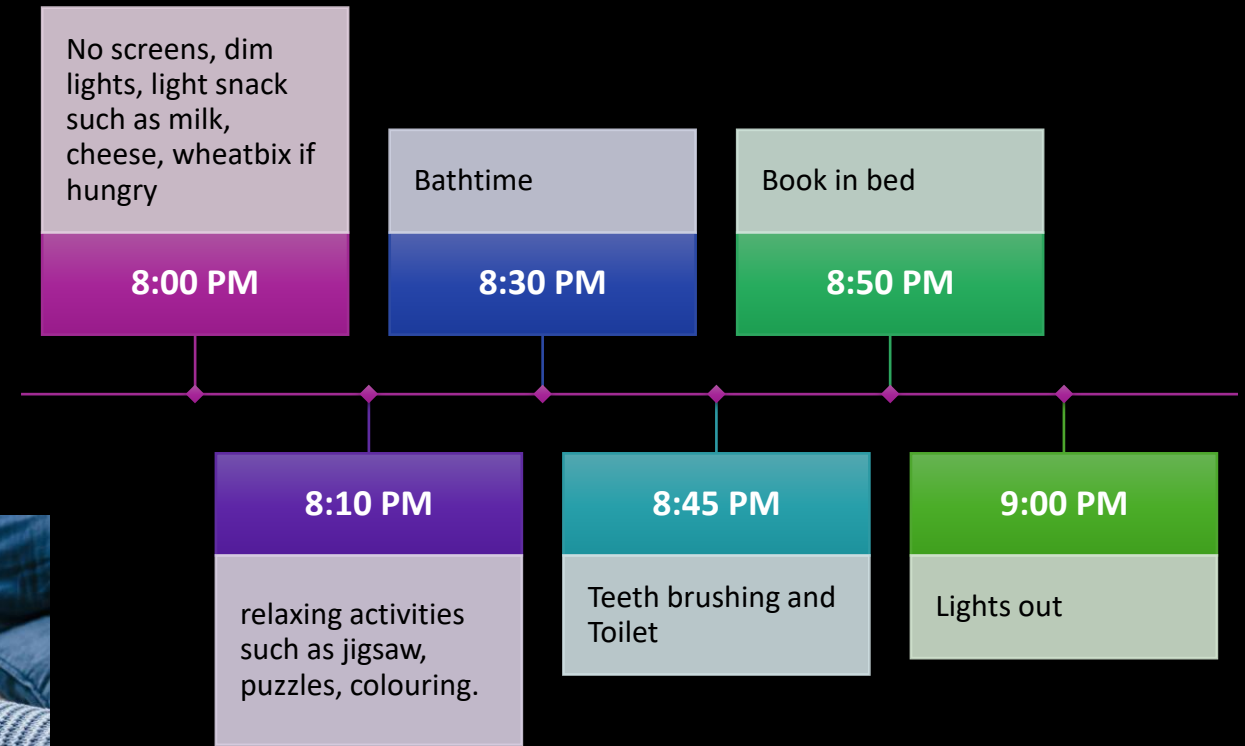 No screens, dim
lights, light snack
such as milk,
cheese, wheatbix if
hungry
8:00 PM
8:10 PM
relaxing activities
such as jigsaw,
puzzles, colouring.
Bathtime
8:30 PM
8:45 PM
Teeth brushing and
Toilet
Book in bed
8:50 PM
9:00 PM
Lights out